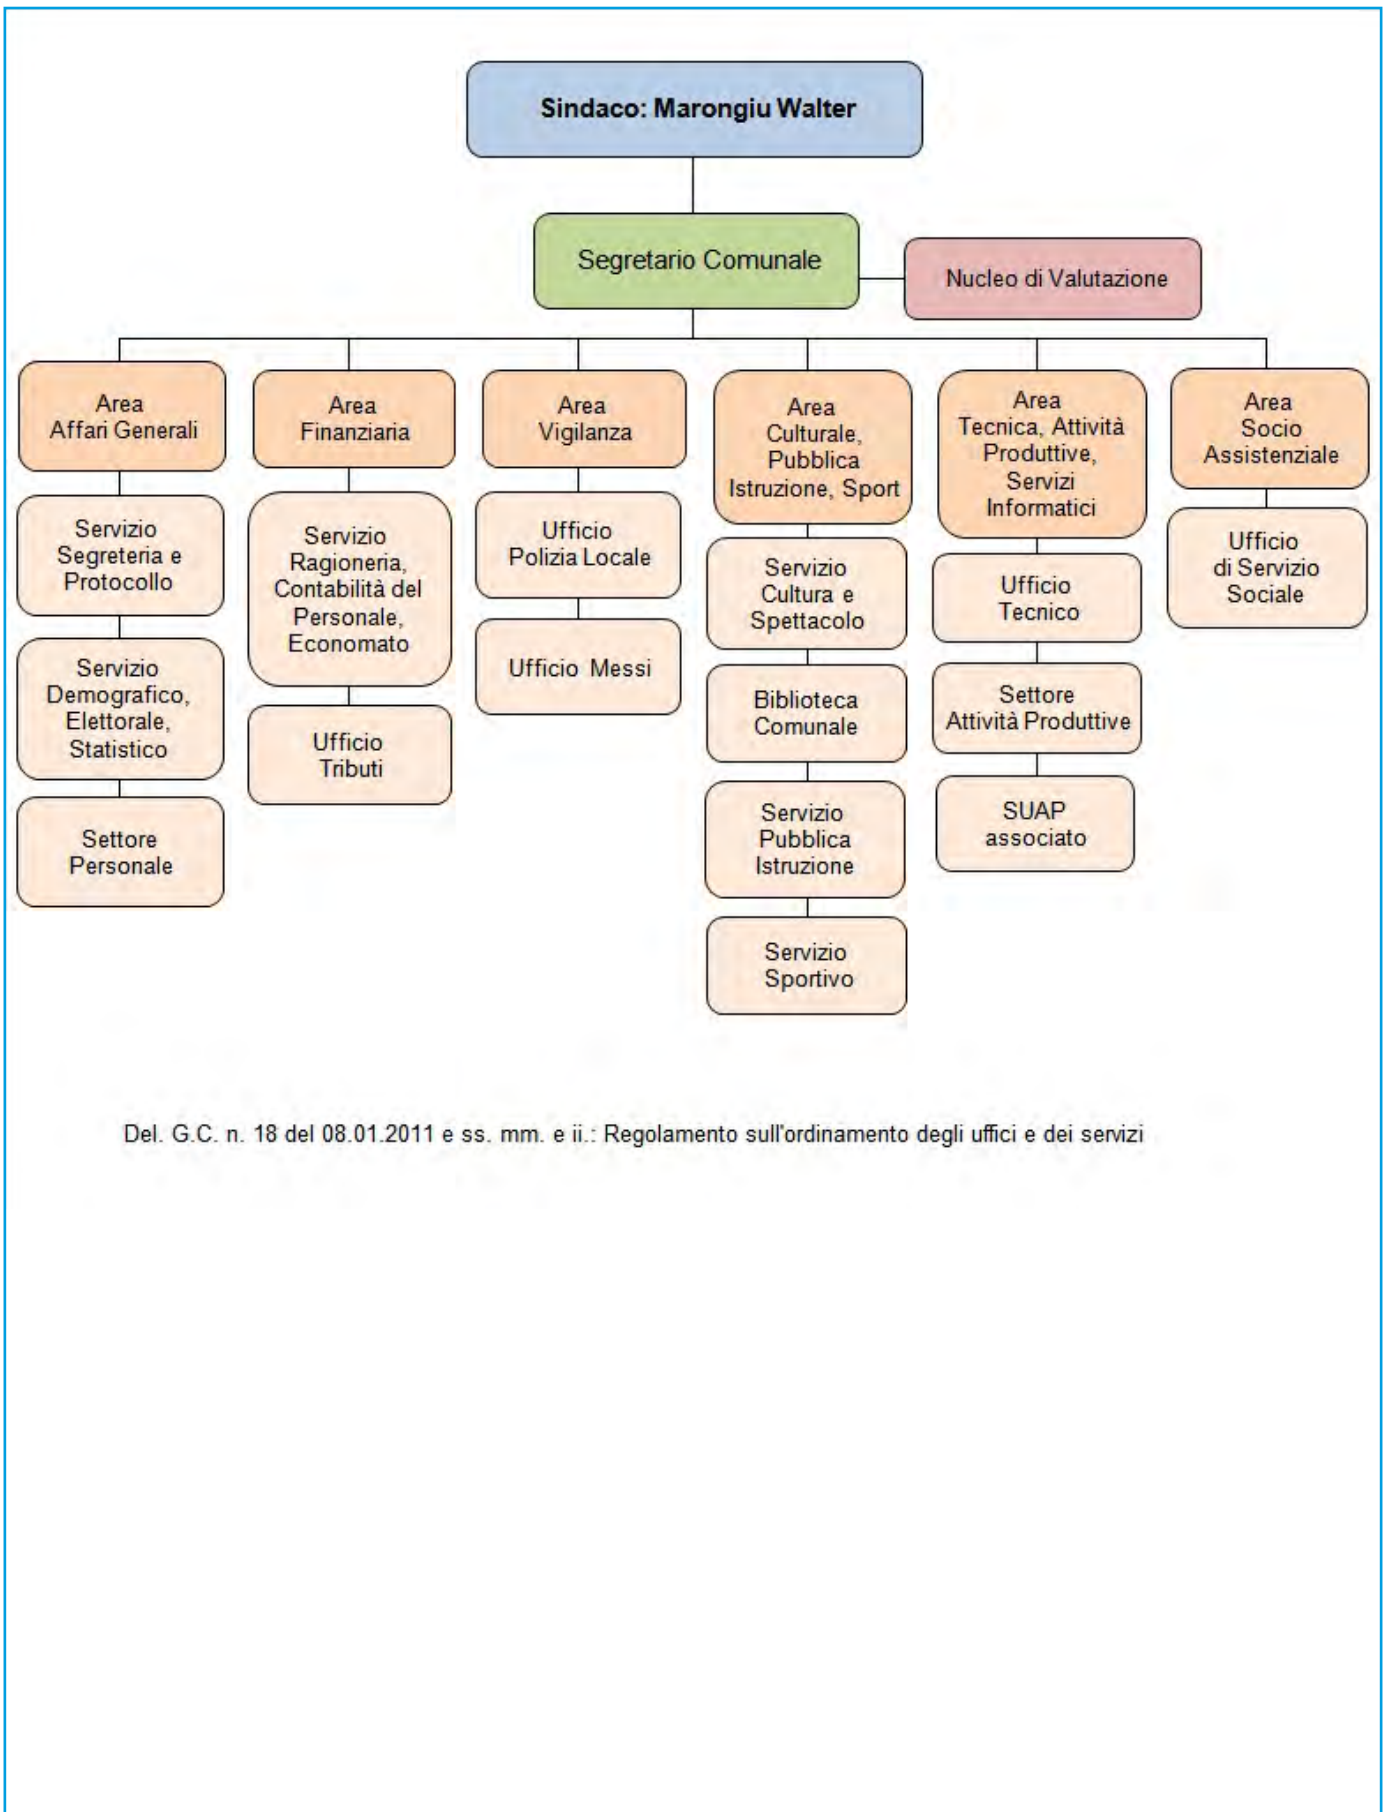 Sindaco: Marongiu Walter
Segretario Comunale
Nucleo di Valutazione
Area
Affari Generali
Servizio
Segreteria e
Protocollo
Servizio
Demografico,
Elettorale,
Statistico
Settore
Personale
Area
Finanziaria
Servizio
Ragioneria,
Contabilità del
Personale,
Economato
Ufficio
Tributi
Area
Vigilanza
Ufficio
Polizia Locale
Ufficio Messi
Area
Culturale,
Pubblica
Istruzione, Sport
Servizio
Cultura e
Spettacolo
Biblioteca
Comunale
Servizio
Pubblica
Istruzione
Servizio
Sportivo
Area
Tecnica, Attività
Produttive,
Servizi
Informatici
Ufficio
Tecnico
Settore
Attività Produttive
SUAP
associato
Area
Socio
Assistenziale
Ufficio
di Servizio
Sociale
Del. G.C. n. 18 del 08.01.2011 e ss. mm. e ii.: Regolamento sull'ordinamento degli uffici e dei servizi